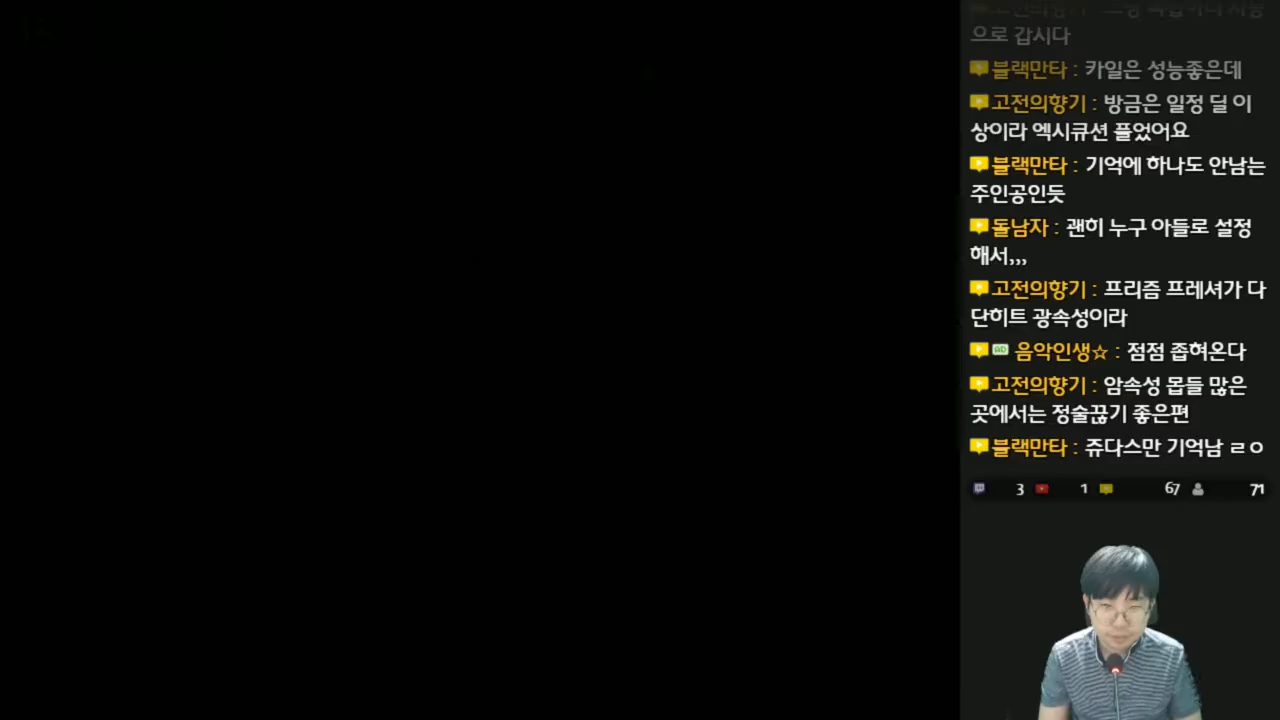 으로 갑시다
블랙만타 : 카일은 성능좋은데
고전의향기 : 방금은 일정 딜 이
상이라 엑시큐션 풀었어요
블랙만타 : 기억에 하나도 안남는
주인공인듯
돌남자 : 괜히 누구 아들로 설정
해서,,,
고전의향기 : 프리즘 프레셔가 다
단히트 광속성이라
AD 음악인생☆ : 점점 좁혀온다
고전의향기 : 암속성 몹들 많은
곳에서는 정술끊기 좋은편
블랙만타 : 쥬다스만 기억남 ㄹㅇ
3 1 67 71